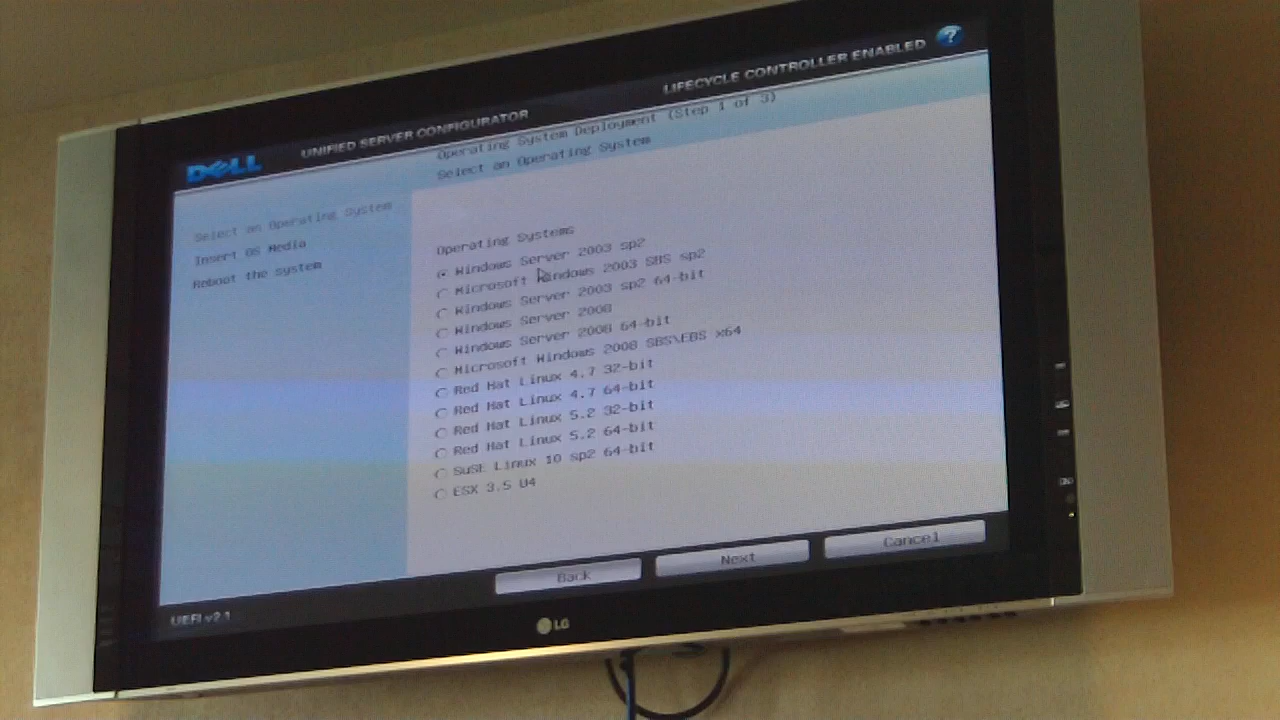 LIFECYCLE CONTROLLER ENABLED ?
DELL UNIFIED SERVER CONFIGURATOR
Operating System Deployment (Step 1 of 3)
Select an Operating System
Select an Operating System
Insert OS Media
Reboot the system
Operating Systems
Windows Server 2003 sp2
Microsoft Windows 2003 SBS sp2
Windows Server 2003 sp2 64-bit
Windows Server 2008
Windows Server 2008 64-bit
Microsoft Windows 2008 SBS\EBS x64
Red Hat Linux 4.7 32-bit
Red Hat Linux 4.7 64-bit
Red Hat Linux 5.2 32-bit
Red Hat Linux 5.2 64-bit
SuSE Linux 10 sp2 64-bit
ESX 3.5 U4
Back Next Cancel
UEFI v2.1
LG